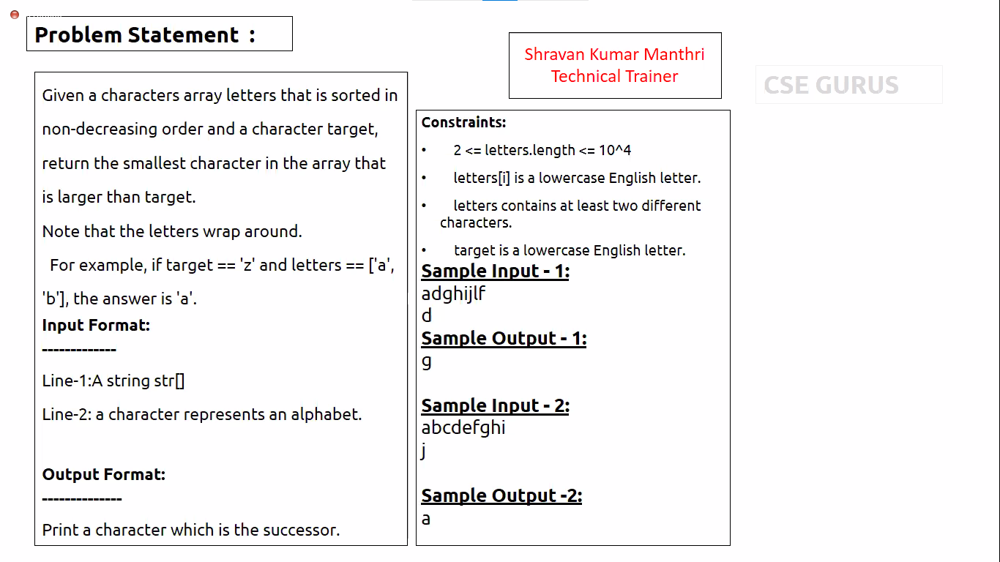 Problem Statement :
Shravan Kumar Manthri
Technical Trainer
CSE GURUS
Given a characters array letters that is sorted in
non-decreasing order and a character target,
return the smallest character in the array that
is larger than target.
Note that the letters wrap around.
For example, if target == 'z' and letters == ['a',
'b'], the answer is 'a'.
Input Format:
-------------
Line-1:A string str[]
Line-2: a character represents an alphabet.
Output Format:
--------------
Print a character which is the successor.
Constraints:
• 2 <= letters.length <= 10^4
• letters[i] is a lowercase English letter.
• letters contains at least two different
characters.
• target is a lowercase English letter.
Sample Input - 1:
adghijlf
d
Sample Output - 1:
g
Sample Input - 2:
abcdefghi
j
Sample Output -2:
a